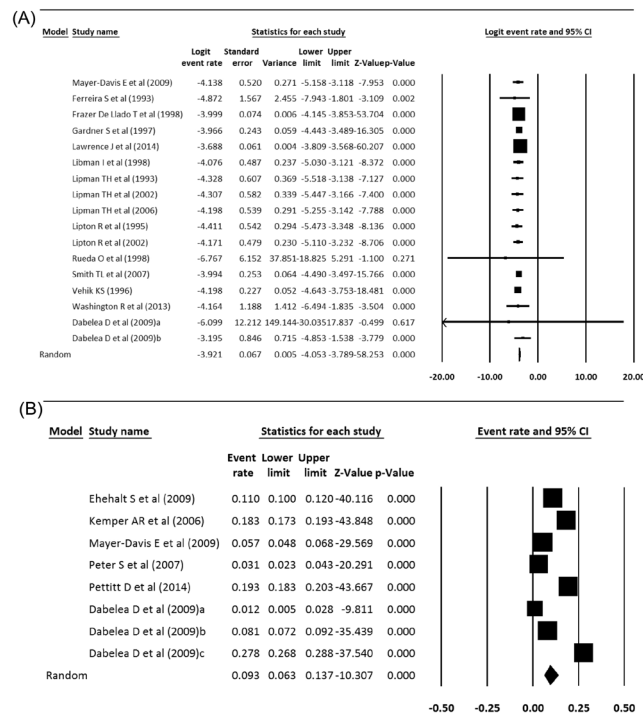 (A)
Model Study name Statistics for each study Logit event rate and 95% CI
Logit Standard Lower Upper
event rate error Variance limit limit Z-Value p-Value
Mayer-Davis E et al (2009) -4.138 0.520 0.271 -5.158 -3.118 -7.953 0.000
Ferreira S et al (1993) -4.872 1.567 2.455 -7.943 -1.801 -3.109 0.002
Frazer De Llado T et al (1998) -3.999 0.074 0.006 -4.145 -3.853 -53.704 0.000
Gardner S et al (1997) -3.966 0.243 0.059 -4.443 -3.489 -16.305 0.000
Lawrence J et al (2014) -3.688 0.061 0.004 -3.809 -3.568 -60.207 0.000
Libman I et al (1998) -4.076 0.487 0.237 -5.030 -3.121 -8.372 0.000
Lipman TH et al (1993) -4.328 0.607 0.369 -5.518 -3.138 -7.127 0.000
Lipman TH et al (2002) -4.307 0.582 0.339 -5.447 -3.166 -7.400 0.000
Lipman TH et al (2006) -4.198 0.539 0.291 -5.255 -3.142 -7.788 0.000
Lipton R et al (1995) -4.411 0.542 0.294 -5.473 -3.348 -8.136 0.000
Lipton R et al (2002) -4.171 0.479 0.230 -5.110 -3.232 -8.706 0.000
Rueda O et al (1998) -6.767 6.152 37.851 -18.825 5.291 -1.100 0.271
Smith TL et al (2007) -3.994 0.253 0.064 -4.490 -3.497 -15.766 0.000
Vehik KS (1996) -4.198 0.227 0.052 -4.643 -3.753 -18.481 0.000
Washington R et al (2013) -4.164 1.188 1.412 -6.494 -1.835 -3.504 0.000
Dabelea D et al (2009)a -6.099 12.212 149.144 -30.035 17.837 -0.499 0.617
Dabelea D et al (2009)b -3.195 0.846 0.715 -4.853 -1.538 -3.779 0.000
Random -3.921 0.067 0.005 -4.053 -3.789 -58.253 0.000
-20.00 -10.00 0.00 10.00 20.00
(B)
Model Study name Statistics for each study Event rate and 95% CI
Event Lower Upper
rate limit limit Z-Value p-Value
Ehehalt S et al (2009) 0.110 0.100 0.120 -40.116 0.000
Kemper AR et al (2006) 0.183 0.173 0.193 -43.848 0.000
Mayer-Davis E et al (2009) 0.057 0.048 0.068 -29.569 0.000
Peter S et al (2007) 0.031 0.023 0.043 -20.291 0.000
Pettitt D et al (2014) 0.193 0.183 0.203 -43.667 0.000
Dabelea D et al (2009)a 0.012 0.005 0.028 -9.811 0.000
Dabelea D et al (2009)b 0.081 0.072 0.092 -35.439 0.000
Dabelea D et al (2009)c 0.278 0.268 0.288 -37.540 0.000
Random 0.093 0.063 0.137 -10.307 0.000
-0.50 -0.25 0.00 0.25 0.50